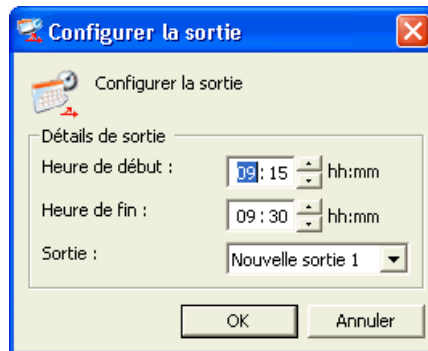 Configurer la sortie
Configurer la sortie
Détails de sortie
Heure de début : 09 : 15 hh:mm
Heure de fin : 09 : 30 hh:mm
Sortie : Nouvelle sortie 1
OK Annuler